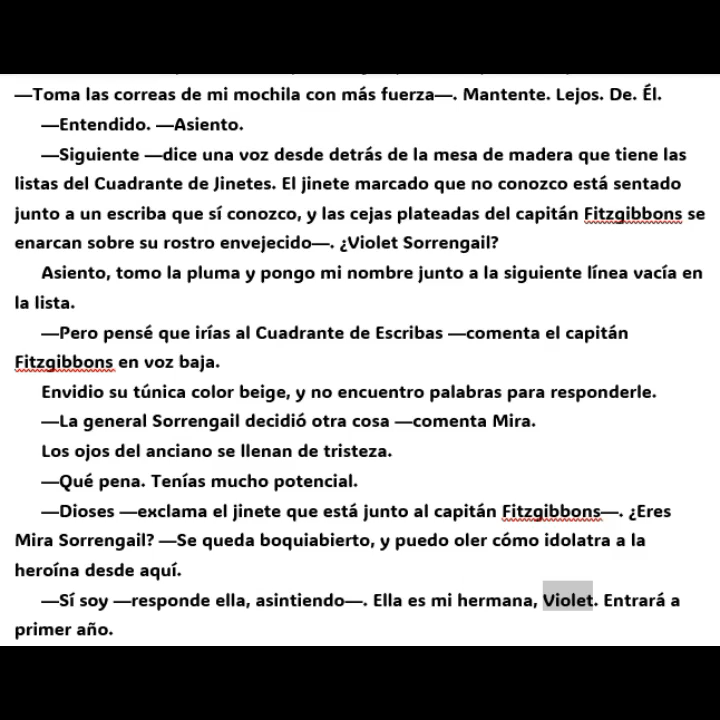 —Toma las correas de mi mochila con más fuerza—. Mantente. Lejos. De. Él.
—Entendido. —Asiento.
—Siguiente —dice una voz desde detrás de la mesa de madera que tiene las
listas del Cuadrante de Jinetes. El jinete marcado que no conozco está sentado
junto a un escriba que sí conozco, y las cejas plateadas del capitán Fitzgibbons se
enarcan sobre su rostro envejecido—. ¿Violet Sorrengail?
Asiento, tomo la pluma y pongo mi nombre junto a la siguiente línea vacía en
la lista.
—Pero pensé que irías al Cuadrante de Escribas —comenta el capitán
Fitzgibbons en voz baja.
Envidio su túnica color beige, y no encuentro palabras para responderle.
—La general Sorrengail decidió otra cosa —comenta Mira.
Los ojos del anciano se llenan de tristeza.
—Qué pena. Tenías mucho potencial.
—Dioses —exclama el jinete que está junto al capitán Fitzgibbons—. ¿Eres
Mira Sorrengail? —Se queda boquiabierto, y puedo oler cómo idolatra a la
heroína desde aquí.
—Sí soy —responde ella, asintiendo—. Ella es mi hermana, Violet. Entrará a
primer año.